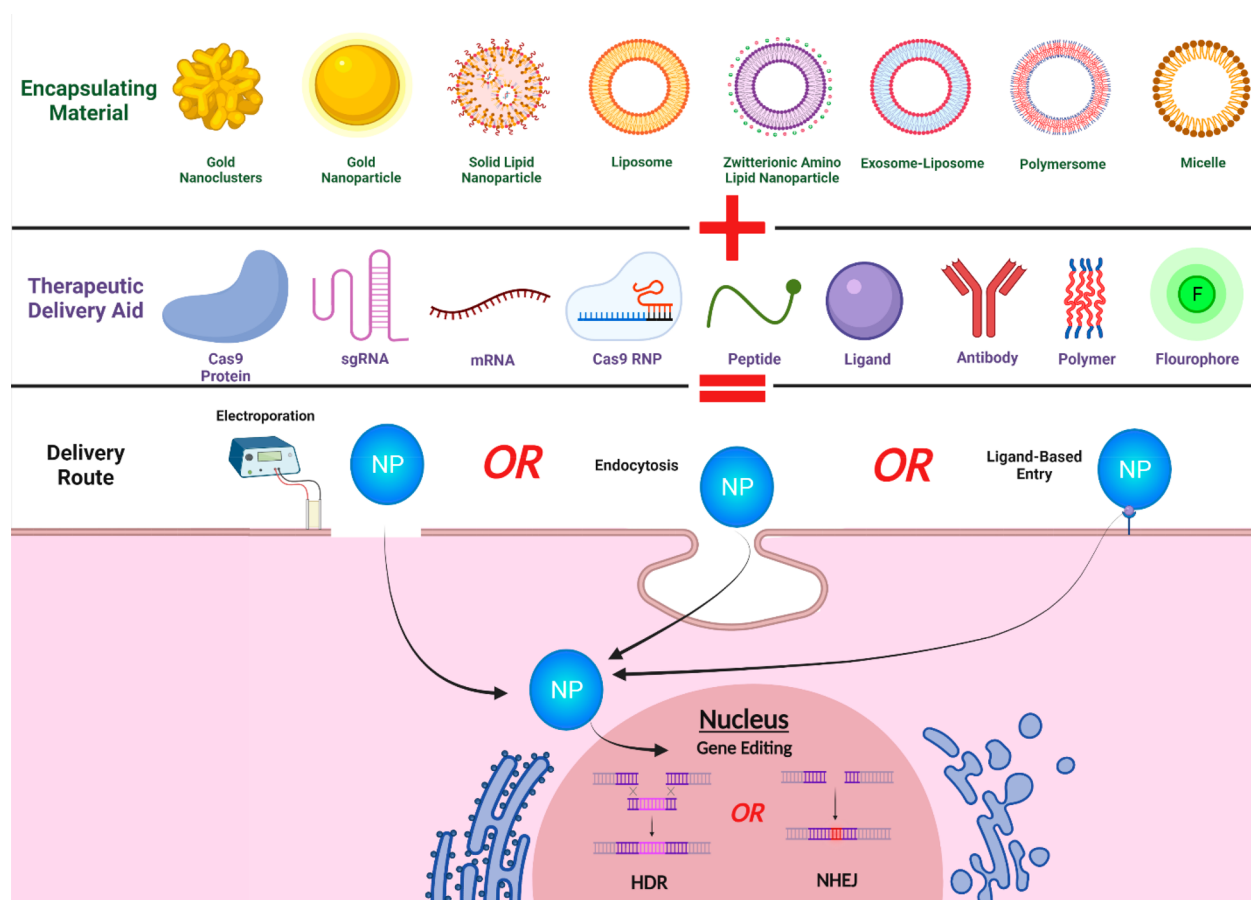 Encapsulating
Material
Gold
Nanoclusters
Gold
Nanoparticle
Solid Lipid
Nanoparticle
Liposome
Zwitterionic Amino
Lipid Nanoparticle
Exosome-Liposome
Polymersome
Micelle
Therapeutic
Delivery Aid
F
Cas9
Protein
sgRNA
mRNA
Cas9 RNP
Peptide
Ligand
Antibody
Polymer
Flourophore
Delivery
Route
Electroporation
NP
OR
Endocytosis
NP
OR
Ligand-Based
Entry
NP
NP
Nucleus
Gene Editing
OR
HDR
NHEJ